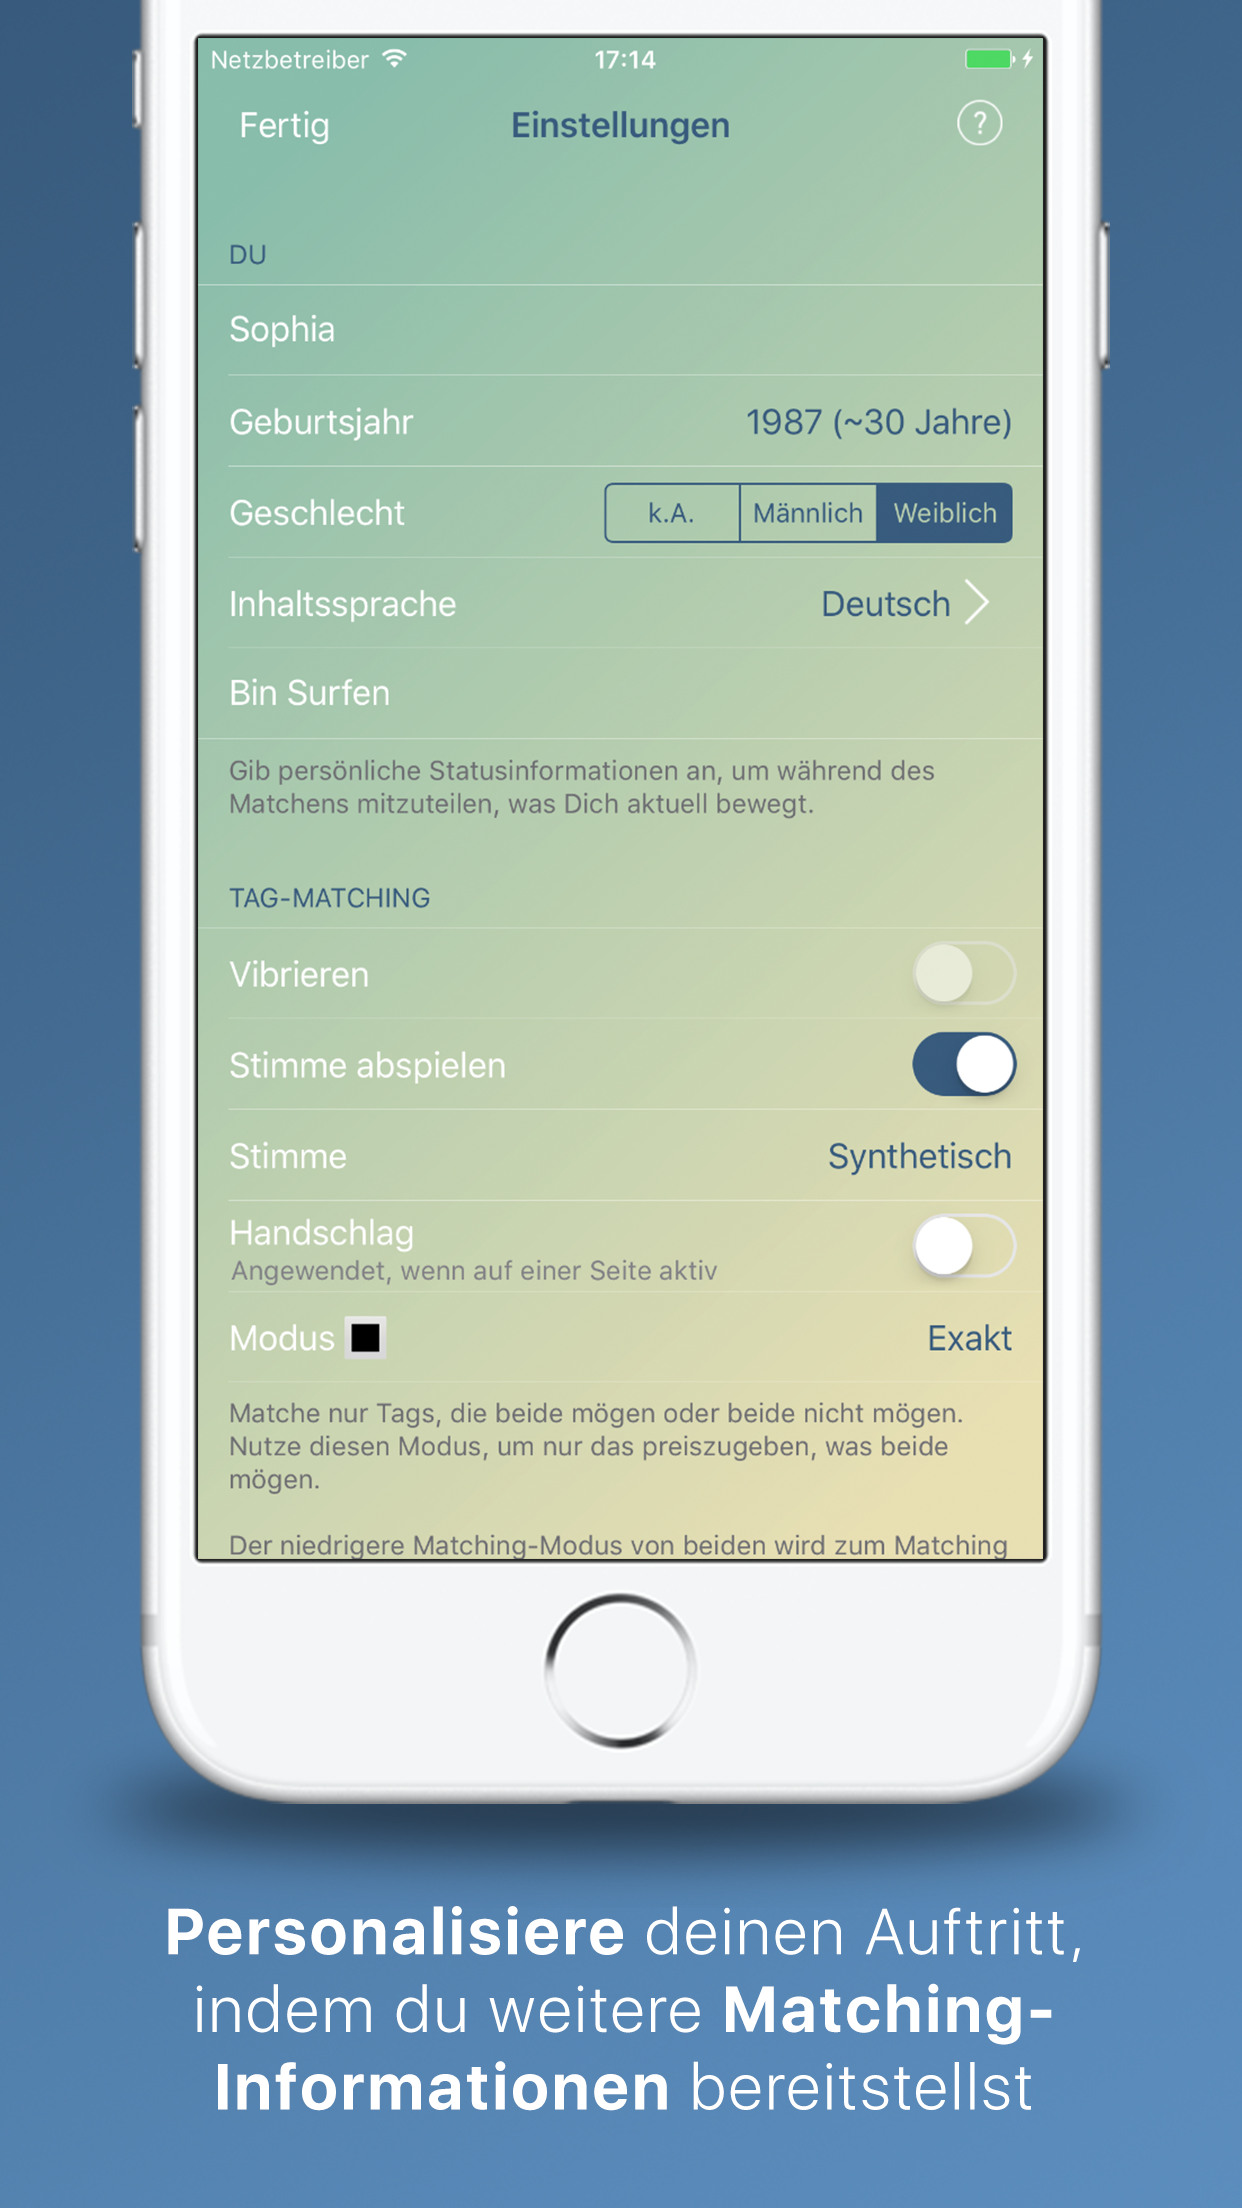 Netzbetreiber 17:14
Fertig Einstellungen ?
DU
Sophia
Geburtsjahr 1987 (~30 Jahre)
Geschlecht k.A. Männlich Weiblich
Inhaltssprache Deutsch
Bin Surfen
Gib persönliche Statusinformationen an, um während des
Matchens mitzuteilen, was Dich aktuell bewegt.
TAG-MATCHING
Vibrieren
Stimme abspielen
Stimme Synthetisch
Handschlag
Angewendet, wenn auf einer Seite aktiv
Modus Exakt
Matche nur Tags, die beide mögen oder beide nicht mögen.
Nutze diesen Modus, um nur das preiszugeben, was beide
mögen.
Der niedrigere Matching-Modus von beiden wird zum Matching
Personalisiere deinen Auftritt,
indem du weitere Matching-
Informationen bereitstellst